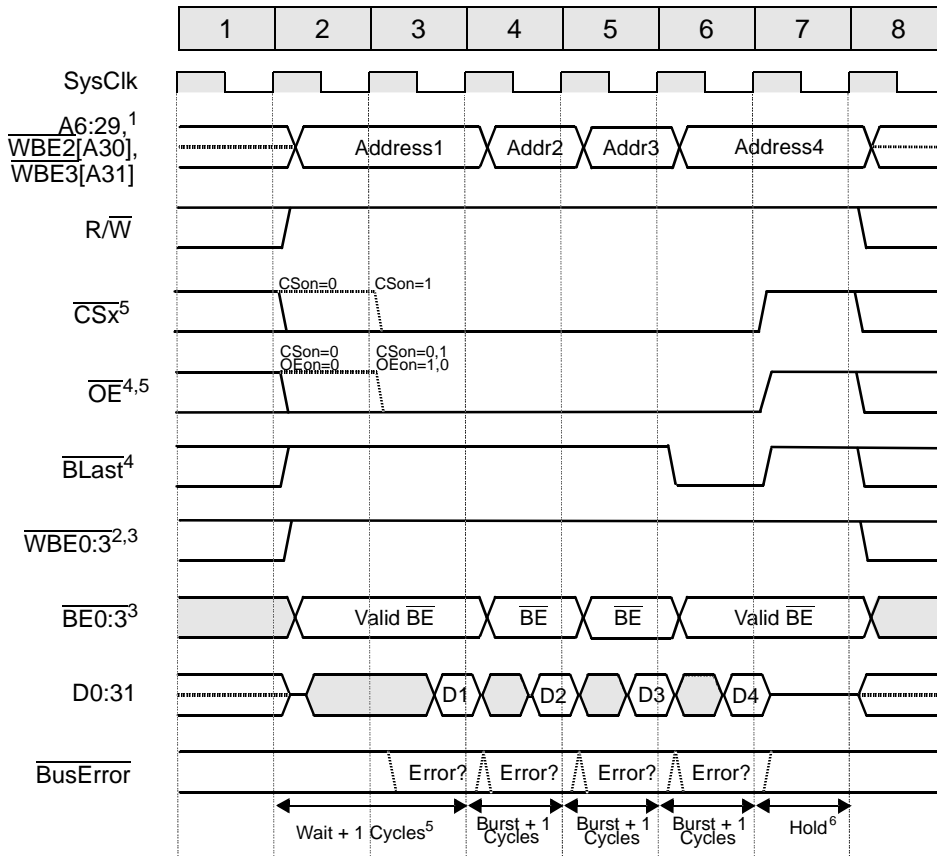 1 2 3 4 5 6 7 8
SysClk
A6:29,¹
WBE2[A30],
WBE3[A31]
Address1 Addr2 Addr3 Address4
R/W
CSon=0 CSon=1
CSx⁵
CSon=0 CSon=0,1
OEon=0 OEon=1,0
OE⁴,⁵
BLast⁴
WBE0:3²,³
BE0:3³ Valid BE BE BE Valid BE
D0:31 D1 D2 D3 D4
BusError Error? Error? Error? Error?
Wait + 1 Cycles⁵
Burst + 1
Cycles
Burst + 1
Cycles
Burst + 1
Cycles
Hold⁶